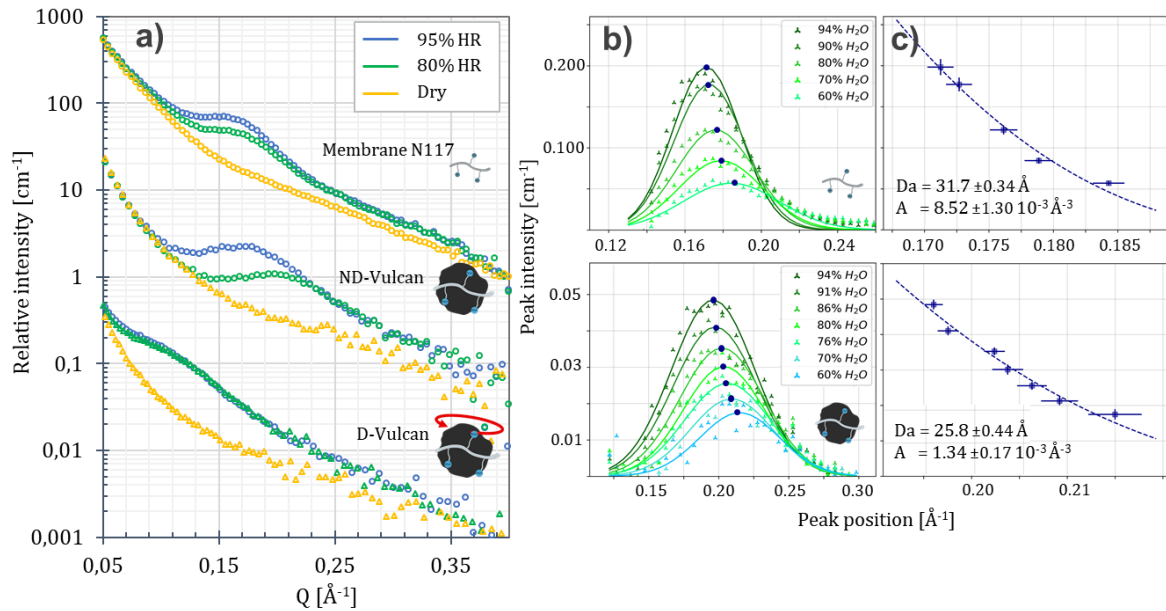 a)
95% HR
80% HR
Dry
Relative intensity [cm-1]
1000
100
10
1
0,1
0,01
0,001
Membrane N117
ND-Vulcan
D-Vulcan
0,05
0,15
0,25
0,35
Q [Å-1]
b)
94% H2O
90% H2O
80% H2O
70% H2O
60% H2O
Peak intensity [cm-1]
0.200
0.100
0.12
0.16
0.20
0.24
94% H2O
91% H2O
86% H2O
80% H2O
76% H2O
70% H2O
60% H2O
0.05
0.03
0.01
0.15
0.20
0.25
0.30
c)
Da = 31.7 ±0.34 Å
A = 8.52 ±1.30 10-3 Å-3
0.170
0.175
0.180
0.185
Da = 25.8 ±0.44 Å
A = 1.34 ±0.17 10-3 Å-3
0.20
0.21
Peak position [Å-1]